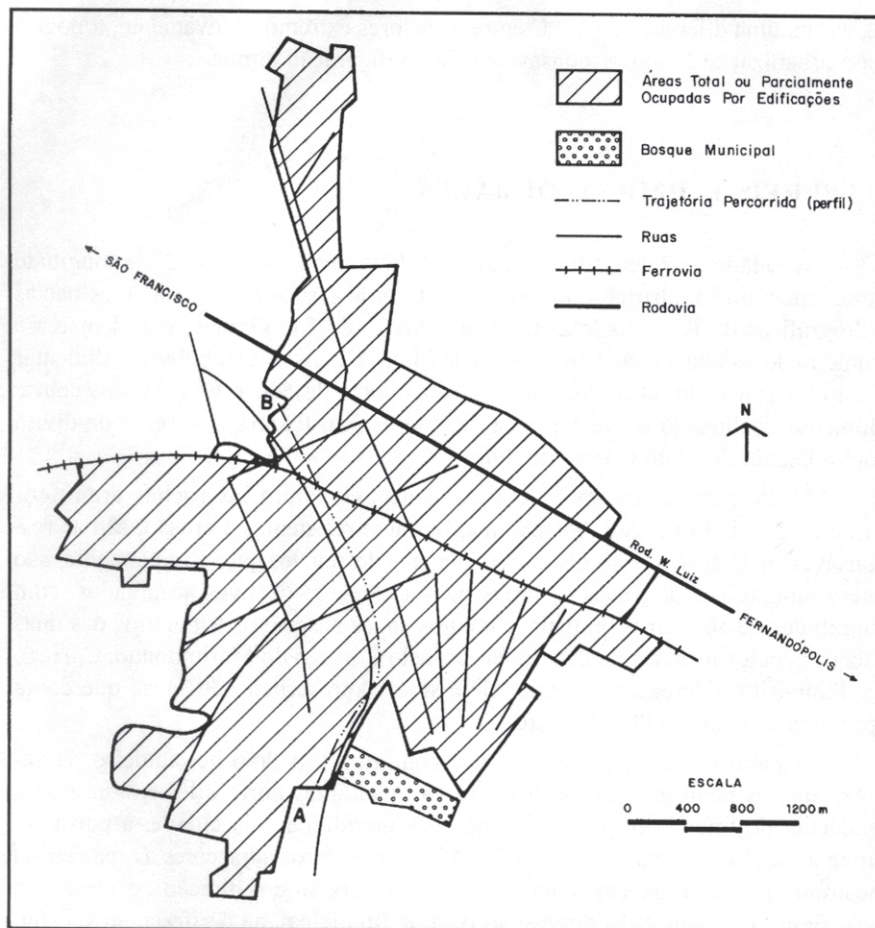 Áreas Total ou Parcialmente
Ocupadas Por Edificações
Bosque Municipal
Trajetória Percorrida (perfil)
Ruas
Ferrovia
Rodovia
SÃO FRANCISCO
B
N
Rod. W. Luiz
FERNANDÓPOLIS
A
ESCALA
0 400 800 1200 m